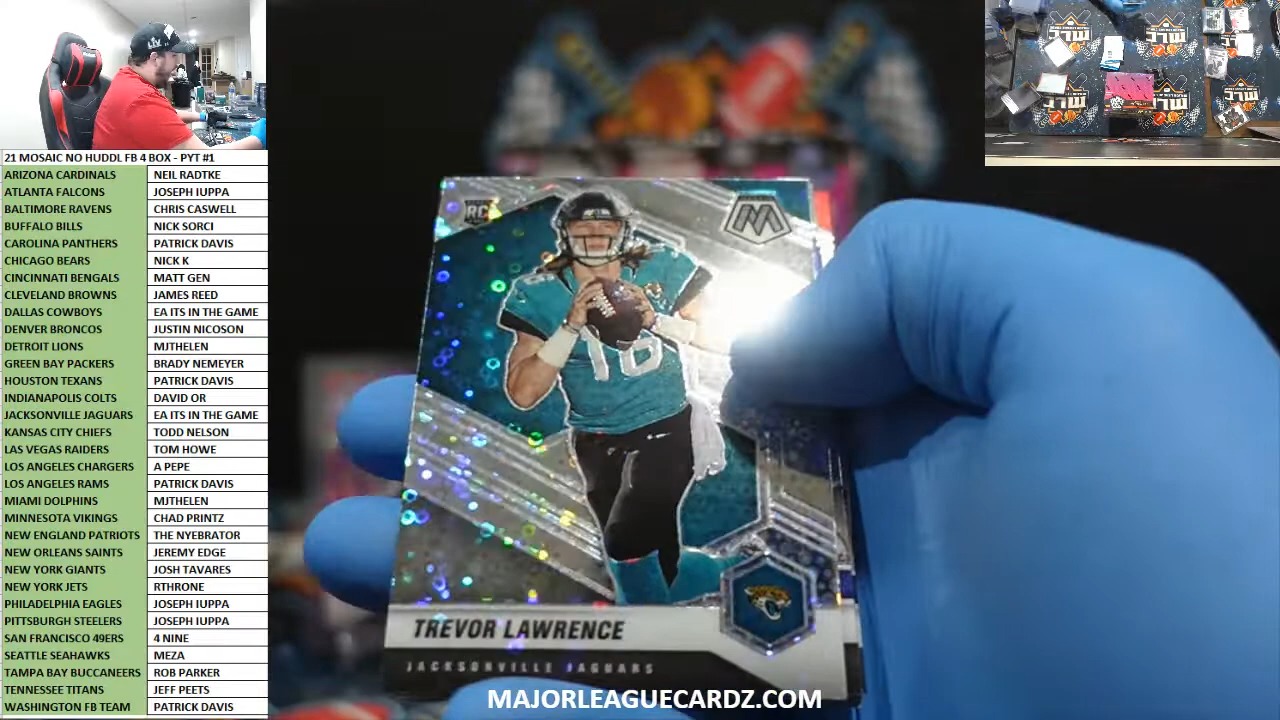 21 MOSAIC NO HUDDL FB 4 BOX - PYT #1
ARIZONA CARDINALS NEIL RADTKE
ATLANTA FALCONS JOSEPH IUPPA
BALTIMORE RAVENS CHRIS CASWELL
BUFFALO BILLS NICK SORCI
CAROLINA PANTHERS PATRICK DAVIS
CHICAGO BEARS NICK K
CINCINNATI BENGALS MATT GEN
CLEVELAND BROWNS JAMES REED
DALLAS COWBOYS EA ITS IN THE GAME
DENVER BRONCOS JUSTIN NICOSON
DETROIT LIONS MJTHELEN
GREEN BAY PACKERS BRADY NEMEYER
HOUSTON TEXANS PATRICK DAVIS
INDIANAPOLIS COLTS DAVID OR
JACKSONVILLE JAGUARS EA ITS IN THE GAME
KANSAS CITY CHIEFS TODD NELSON
LAS VEGAS RAIDERS TOM HOWE
LOS ANGELES CHARGERS A PEPE
LOS ANGELES RAMS PATRICK DAVIS
MIAMI DOLPHINS MJTHELEN
MINNESOTA VIKINGS CHAD PRINTZ
NEW ENGLAND PATRIOTS THE NYEBRATOR
NEW ORLEANS SAINTS JEREMY EDGE
NEW YORK GIANTS JOSH TAVARES
NEW YORK JETS RTHRONE
PHILADELPHIA EAGLES JOSEPH IUPPA
PITTSBURGH STEELERS JOSEPH IUPPA
SAN FRANCISCO 49ERS 4 NINE
SEATTLE SEAHAWKS MEZA
TAMPA BAY BUCCANEERS ROB PARKER
TENNESSEE TITANS JEFF PEETS
WASHINGTON FB TEAM PATRICK DAVIS
RC
M
16
TREVOR LAWRENCE
JACKSONVILLE JAGUARS
MAJORLEAGUECARDZ.COM
MLC
MLC
MLC